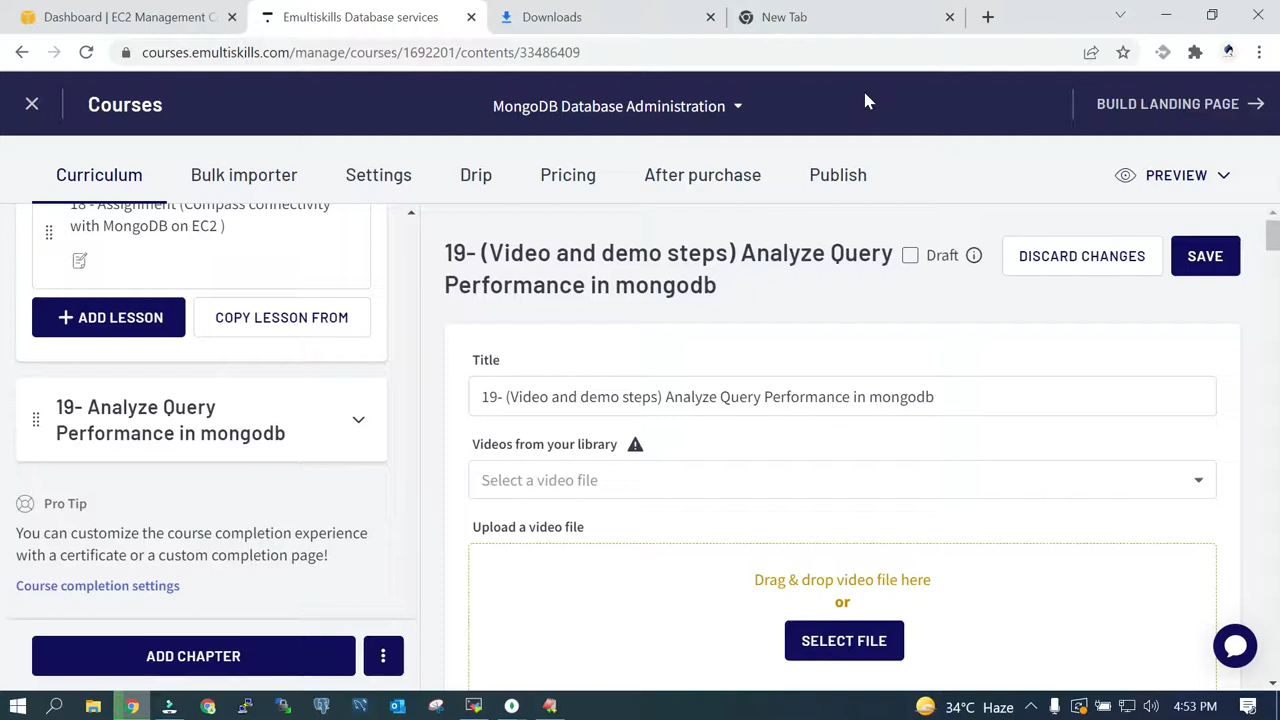 Dashboard | EC2 Management C
Emultiskills Database services
Downloads
New Tab
courses.emultiskills.com/manage/courses/1692201/contents/33486409
Courses
MongoDB Database Administration
BUILD LANDING PAGE
Curriculum
Bulk importer
Settings
Drip
Pricing
After purchase
Publish
PREVIEW
18 - Assignment (Compass connectivity
with MongoDB on EC2 )
ADD LESSON
COPY LESSON FROM
19- Analyze Query
Performance in mongodb
Pro Tip
You can customize the course completion experience
with a certificate or a custom completion page!
Course completion settings
ADD CHAPTER
19- (Video and demo steps) Analyze Query
Performance in mongodb
Draft
DISCARD CHANGES
SAVE
Title
19- (Video and demo steps) Analyze Query Performance in mongodb
Videos from your library
Select a video file
Upload a video file
Drag & drop video file here
or
SELECT FILE
34°C Haze
4:53 PM